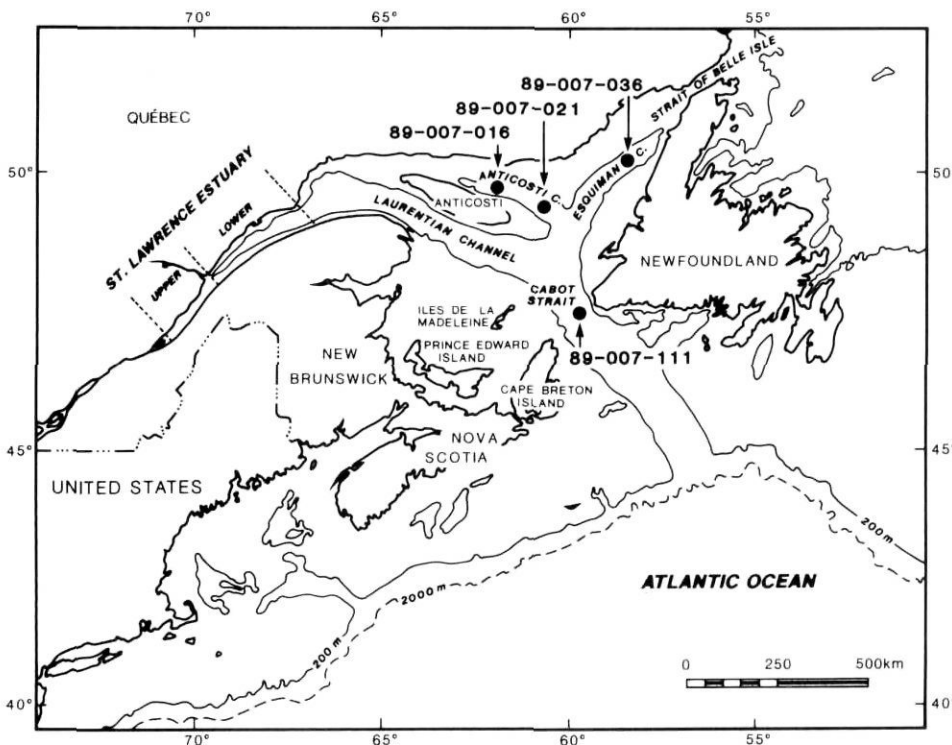 70°
65°
60°
55°
89-007-036
89-007-021
89-007-016
STRAIT OF BELLE ISLE
QUÉBEC
50°
50°
ANTICOSTI C.
ESQUIMAN C.
ANTICOSTI
ST. LAWRENCE ESTUARY
LOWER
UPPER
LAURENTIAN CHANNEL
NEWFOUNDLAND
CABOT
STRAIT
ILES DE LA
MADELEINE
PRINCE EDWARD
ISLAND
89-007-111
NEW
BRUNSWICK
CAPE BRETON
ISLAND
NOVA
SCOTIA
45°
45°
UNITED STATES
200m
ATLANTIC OCEAN
2000m
200m
0 250 500km
40°
40°
70°
65°
60°
55°